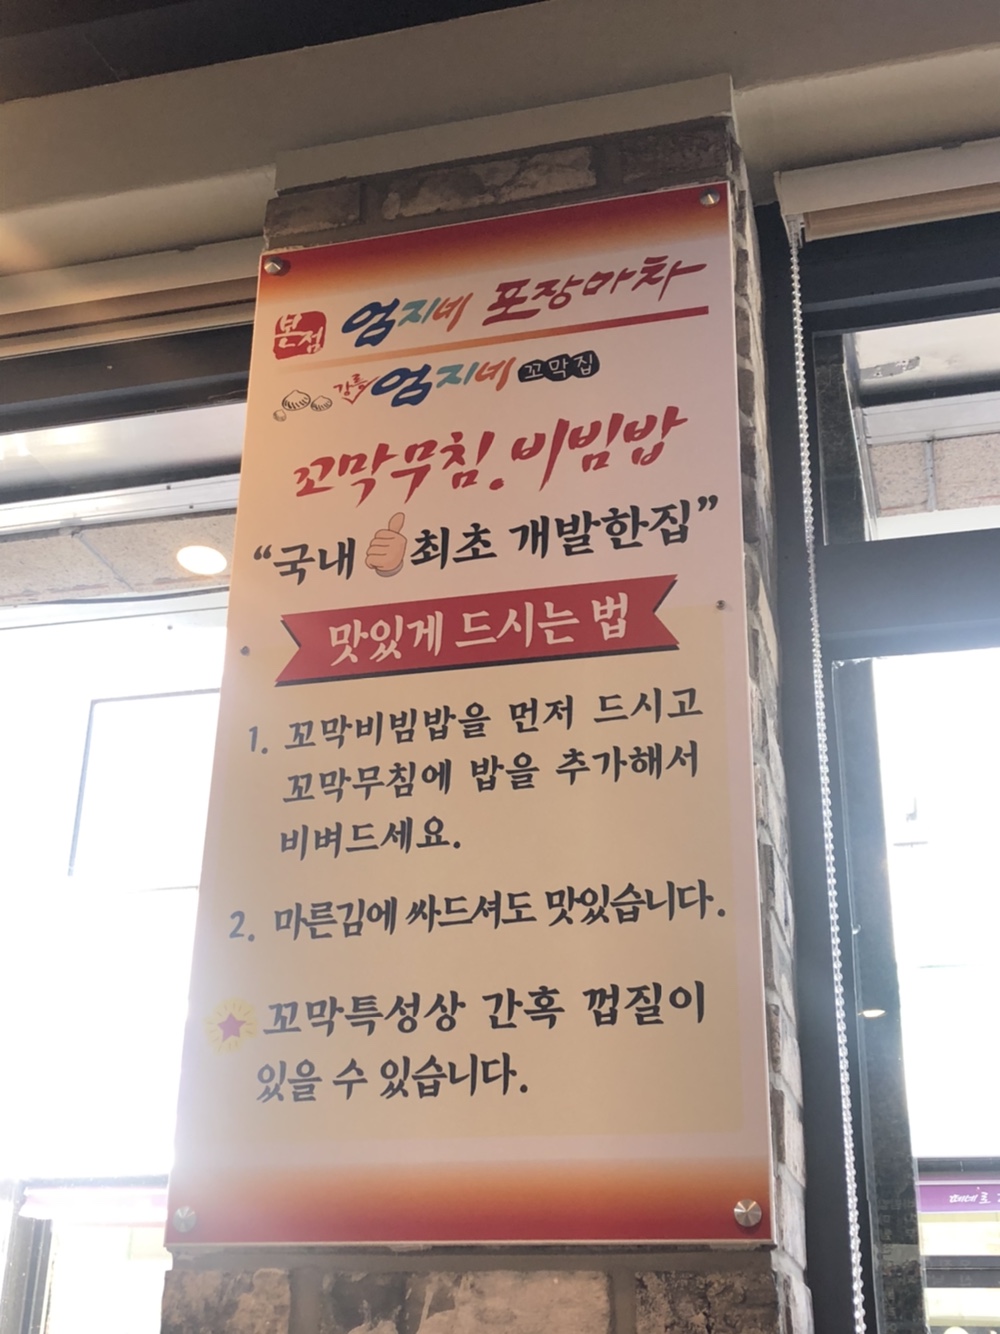 본점 엄지네 포장마차
강릉 엄지네 꼬막집
꼬막무침.비빔밥
“국내 최초 개발한집”
맛있게 드시는 법
1. 꼬막비빔밥을 먼저 드시고
꼬막무침에 밥을 추가해서
비벼드세요.
2. 마른김에 싸드셔도 맛있습니다.
꼬막특성상 간혹 껍질이
있을 수 있습니다.